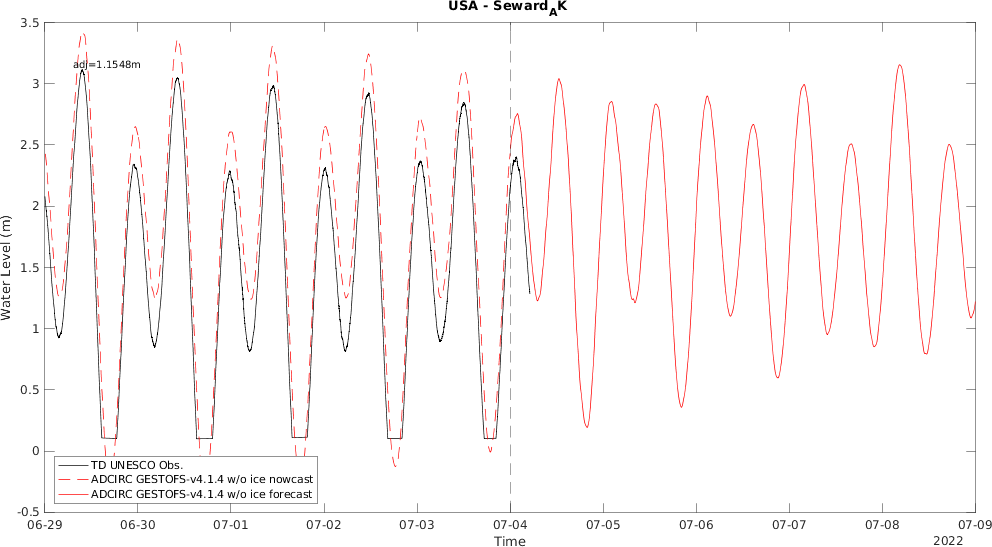 USA - Seward_AK
3.5
3
2.5
2
1.5
1
0.5
0
-0.5
Water Level (m)
adj=1.1548m
TD UNESCO Obs.
ADCIRC GESTOFS-v4.1.4 w/o ice nowcast
ADCIRC GESTOFS-v4.1.4 w/o ice forecast
06-29 06-30 07-01 07-02 07-03 07-04 07-05 07-06 07-07 07-08 07-09
Time
2022